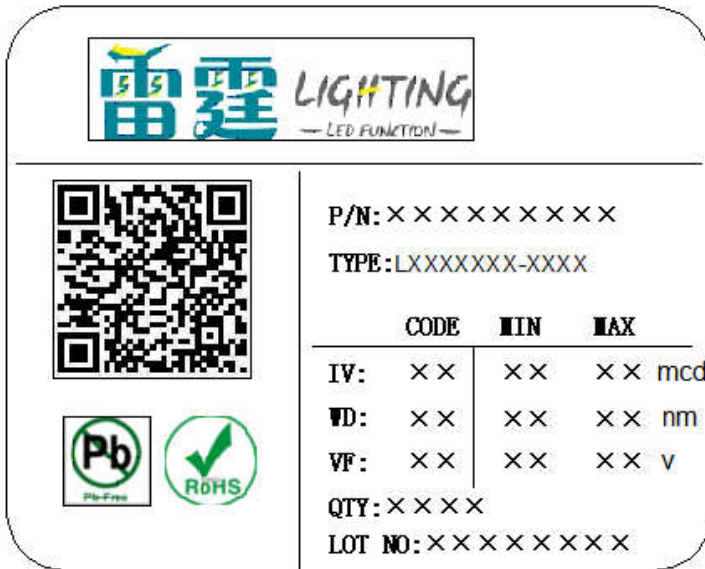 雷霆 LIGHTING
— LED FUNCTION —
P/N:×××××××××
TYPE:LXXXXXXX-XXXX
CODE MIN MAX
IV: ×× ×× ×× mcd
WD: ×× ×× ×× nm
VF: ×× ×× ×× v
Pb
Pb-Free
RoHS
QTY:××××
LOT NO:××××××××